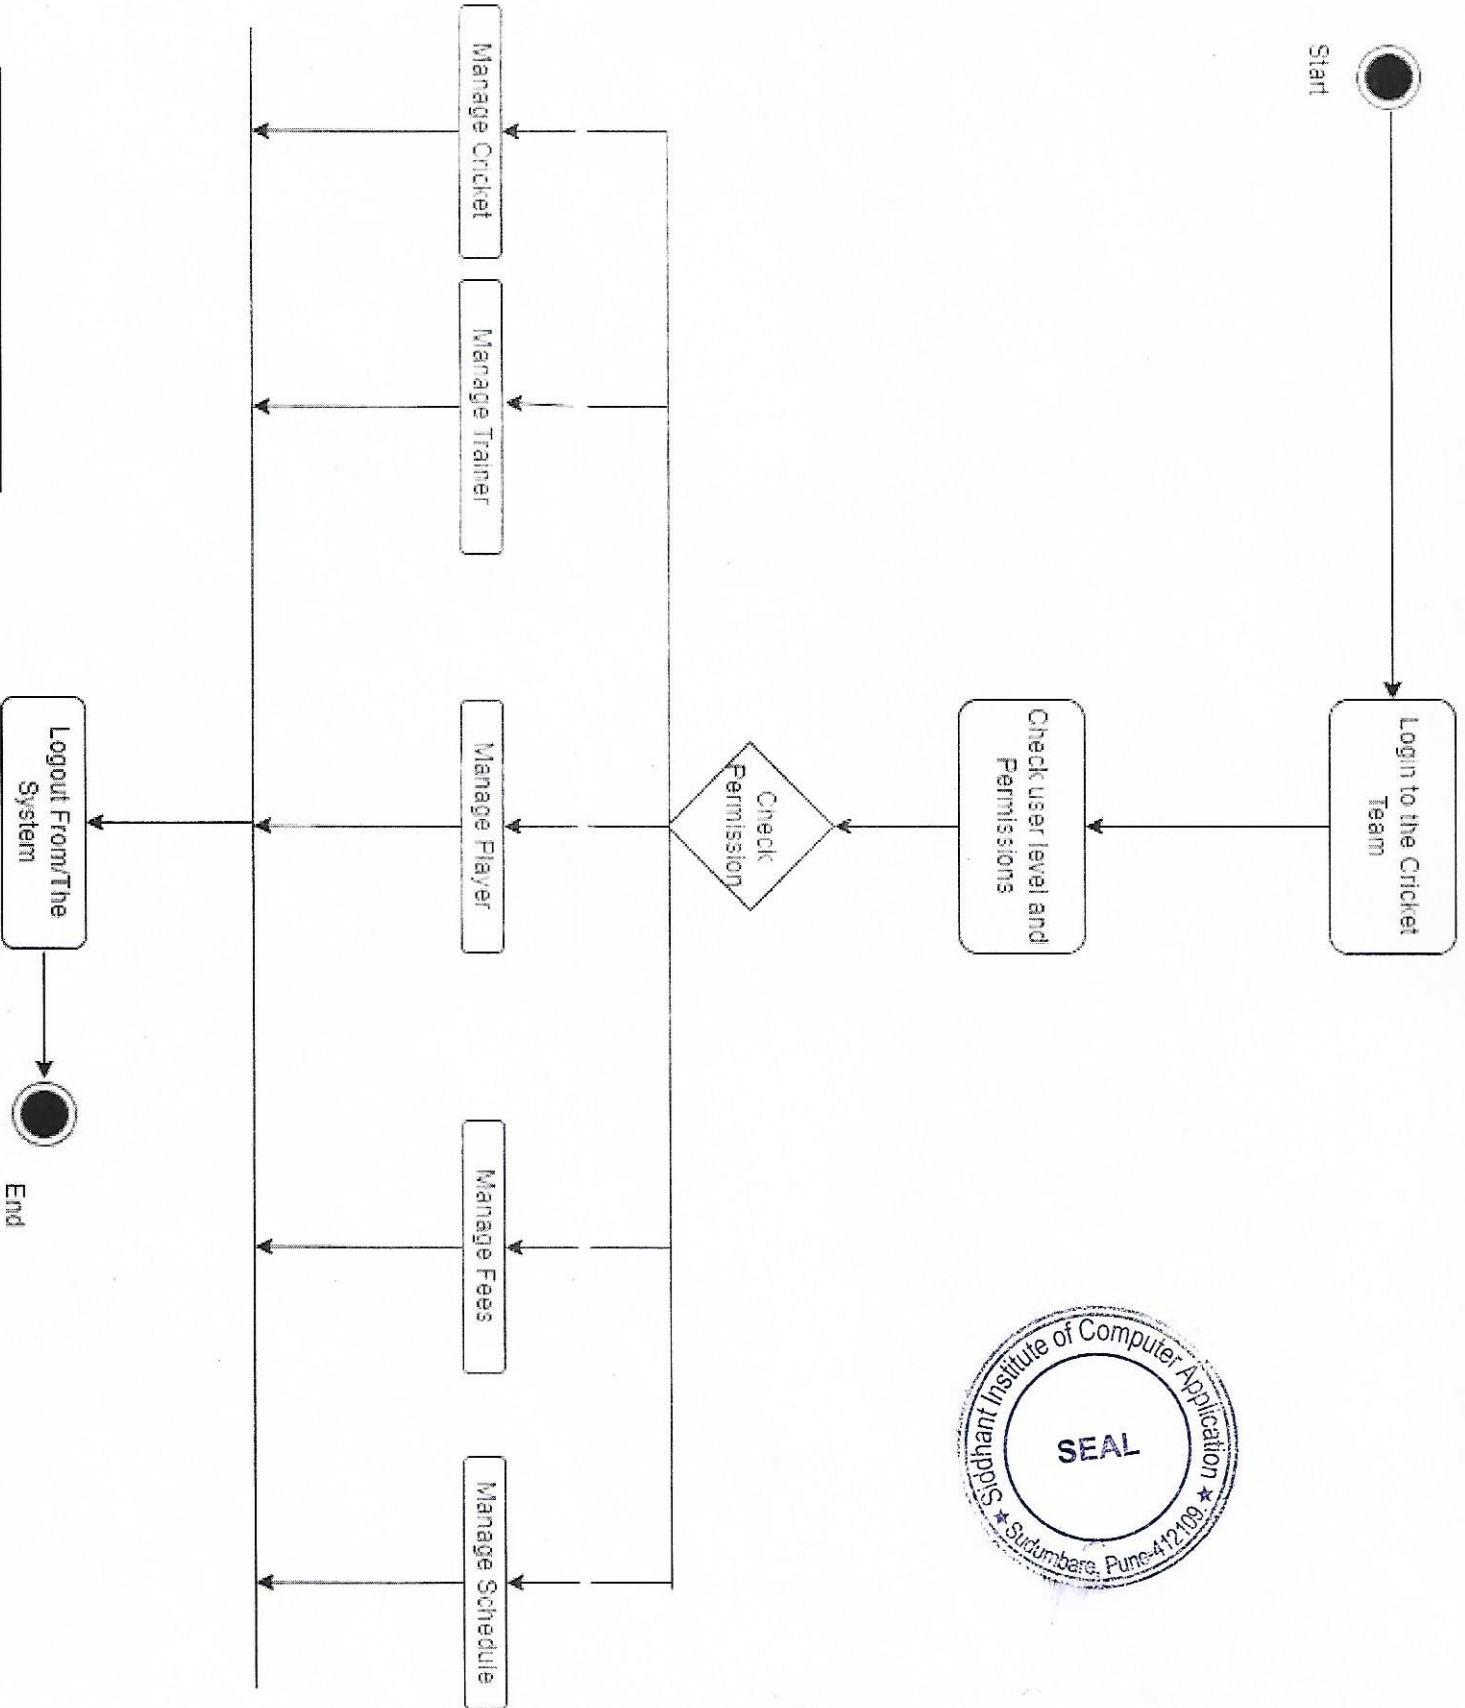 Start
Login to the Cricket
Team
Check user level and
Permissions
Check
Permission
Manage Cricket
Manage Trainer
Manage Player
Manage Fees
Manage Schedule
Logout From/The
System
End
Siddhant Institute of Computer Application
★ Sudumbare, Pune-412109. ★
SEAL